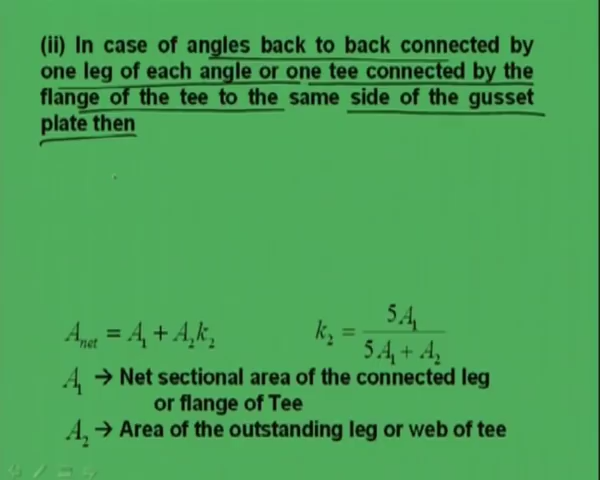 (ii) In case of angles back to back connected by
one leg of each angle or one tee connected by the
flange of the tee to the same side of the gusset
plate then
A_net = A_1 + A_2 k_2   k_2 = 5A_1 / (5A_1 + A_2)
A_1 → Net sectional area of the connected leg
or flange of Tee
A_2 → Area of the outstanding leg or web of tee